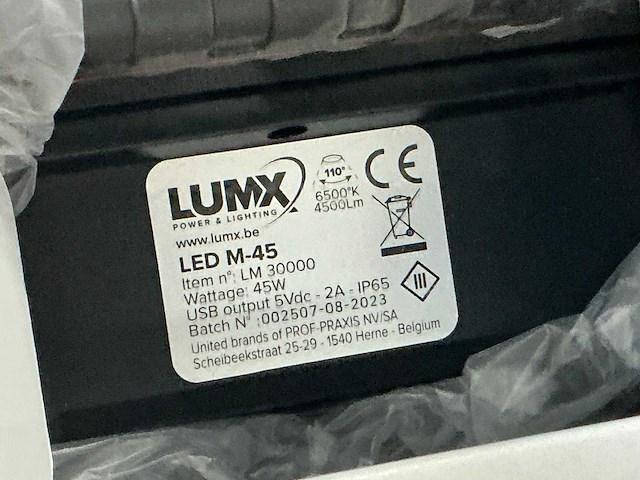 LUMX
POWER & LIGHTING
110°
6500°K
4500Lm
CE
www.lumx.be
LED M-45
Item n°: LM 30000
Wattage: 45W
USB output 5Vdc - 2A - IP65
Batch N° :002507-08-2023
United brands of PROF-PRAXIS NV/SA
Scheibeekstraat 25-29 - 1540 Herne - Belgium
III